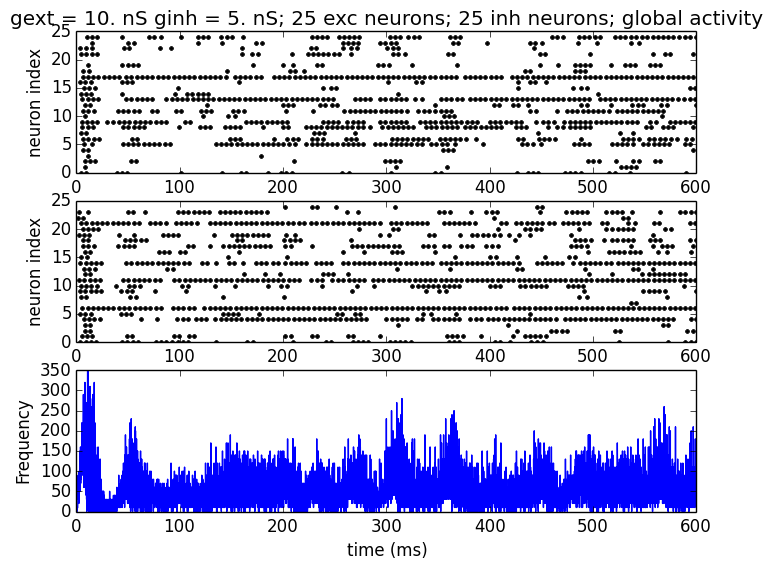 gext = 10. nS ginh = 5. nS; 25 exc neurons; 25 inh neurons; global activity
25
20
15
10
5
0
neuron index
0 100 200 300 400 500 600
25
20
15
10
5
0
neuron index
0 100 200 300 400 500 600
350
300
250
200
150
100
50
0
Frequency
0 100 200 300 400 500 600
time (ms)